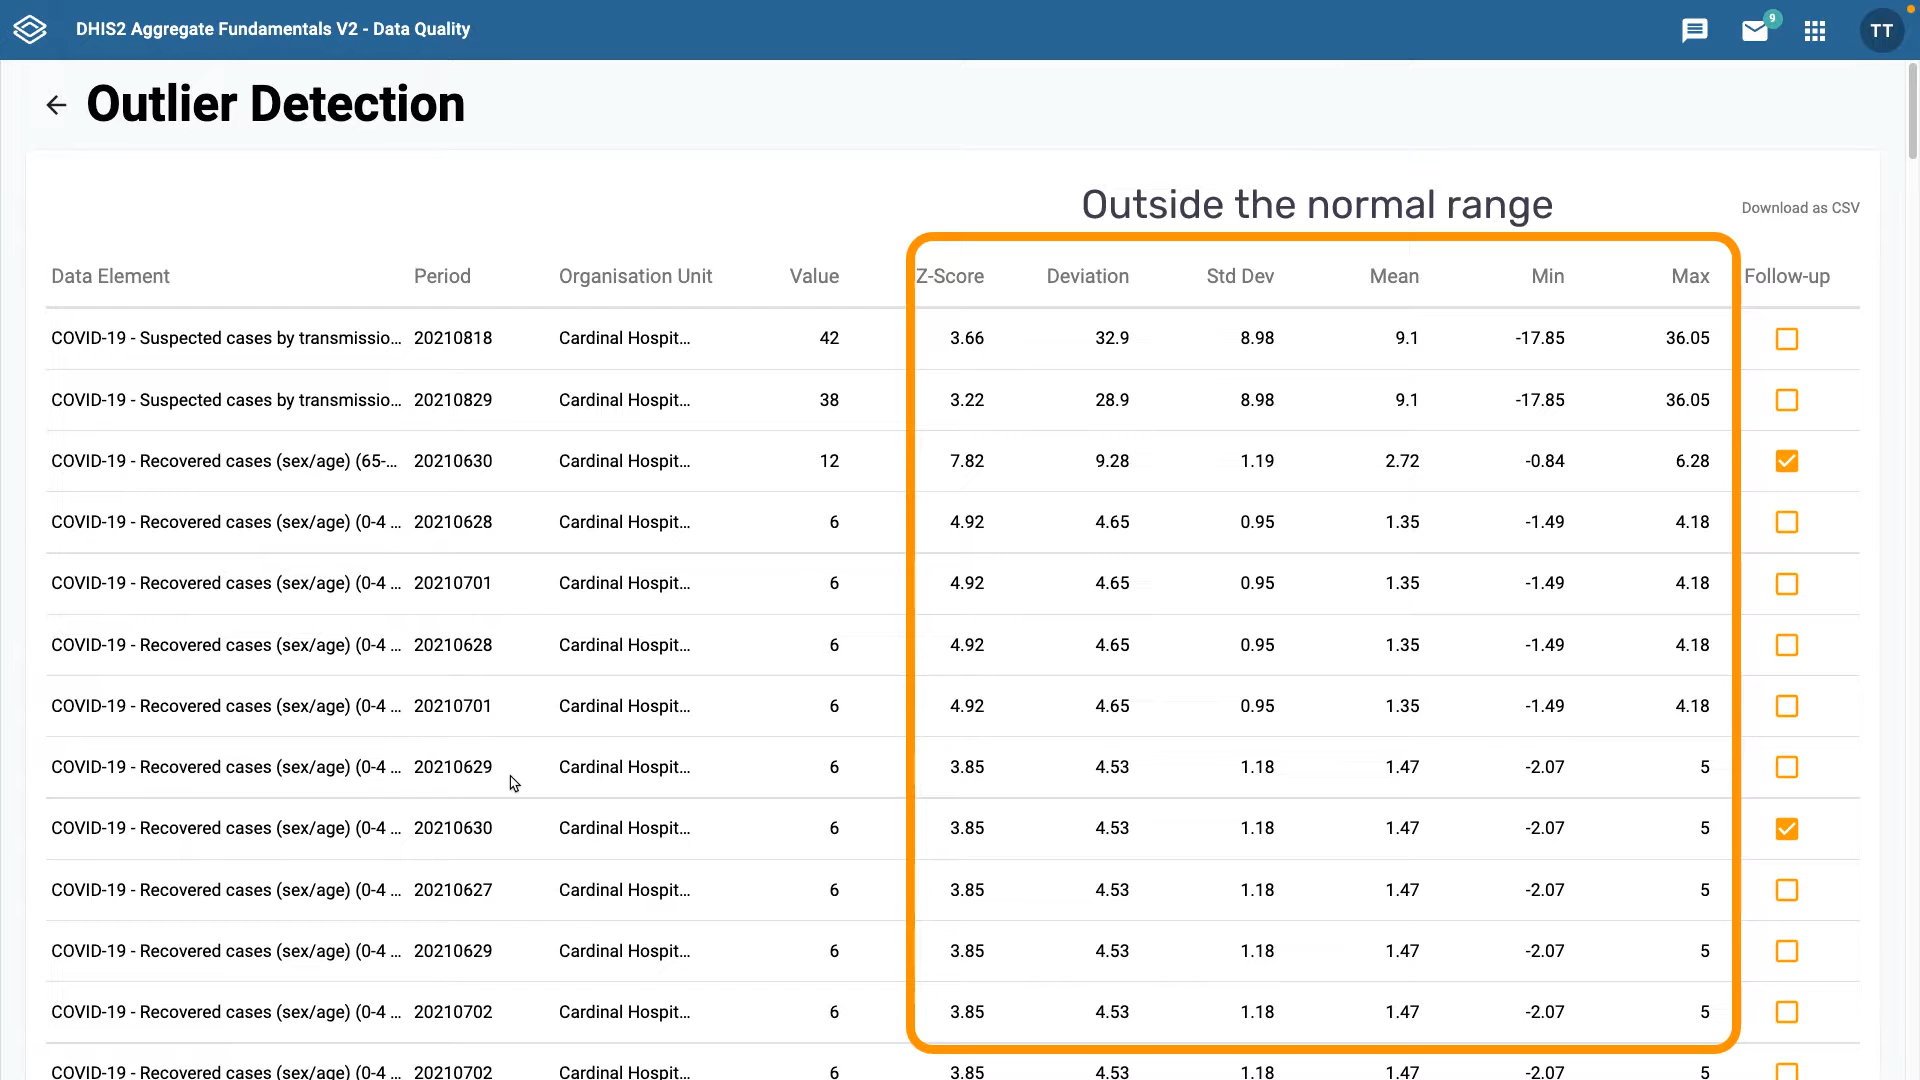 DHIS2 Aggregate Fundamentals V2 - Data Quality
9
TT
Outlier Detection
Outside the normal range
Download as CSV
Data Element Period Organisation Unit Value Z-Score Deviation Std Dev Mean Min Max Follow-up
COVID-19 - Suspected cases by transmissio... 20210818 Cardinal Hospit... 42 3.66 32.9 8.98 9.1 -17.85 36.05
COVID-19 - Suspected cases by transmissio... 20210829 Cardinal Hospit... 38 3.22 28.9 8.98 9.1 -17.85 36.05
COVID-19 - Recovered cases (sex/age) (65-... 20210630 Cardinal Hospit... 12 7.82 9.28 1.19 2.72 -0.84 6.28
COVID-19 - Recovered cases (sex/age) (0-4 ... 20210628 Cardinal Hospit... 6 4.92 4.65 0.95 1.35 -1.49 4.18
COVID-19 - Recovered cases (sex/age) (0-4 ... 20210701 Cardinal Hospit... 6 4.92 4.65 0.95 1.35 -1.49 4.18
COVID-19 - Recovered cases (sex/age) (0-4 ... 20210628 Cardinal Hospit... 6 4.92 4.65 0.95 1.35 -1.49 4.18
COVID-19 - Recovered cases (sex/age) (0-4 ... 20210701 Cardinal Hospit... 6 4.92 4.65 0.95 1.35 -1.49 4.18
COVID-19 - Recovered cases (sex/age) (0-4 ... 20210629 Cardinal Hospit... 6 3.85 4.53 1.18 1.47 -2.07 5
COVID-19 - Recovered cases (sex/age) (0-4 ... 20210630 Cardinal Hospit... 6 3.85 4.53 1.18 1.47 -2.07 5
COVID-19 - Recovered cases (sex/age) (0-4 ... 20210627 Cardinal Hospit... 6 3.85 4.53 1.18 1.47 -2.07 5
COVID-19 - Recovered cases (sex/age) (0-4 ... 20210629 Cardinal Hospit... 6 3.85 4.53 1.18 1.47 -2.07 5
COVID-19 - Recovered cases (sex/age) (0-4 ... 20210702 Cardinal Hospit... 6 3.85 4.53 1.18 1.47 -2.07 5
COVID-19 - Recovered cases (sex/age) (0-4 ... 20210702 Cardinal Hospit... 6 3.85 4.53 1.18 1.47 -2.07 5